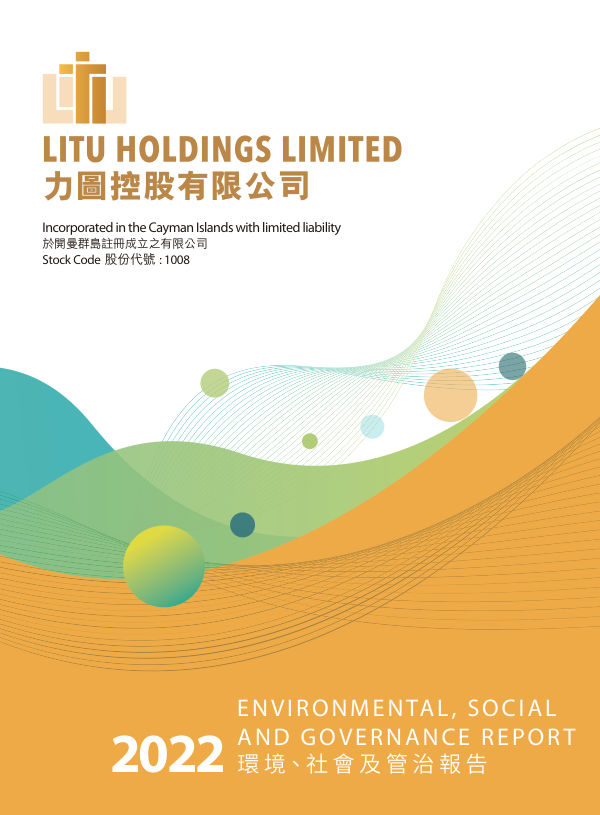 LITU HOLDINGS LIMITED
力圖控股有限公司
Incorporated in the Cayman Islands with limited liability
於開曼群島註冊成立之有限公司
Stock Code 股份代號 : 1008
ENVIRONMENTAL, SOCIAL
AND GOVERNANCE REPORT
2022 環境、社會及管治報告